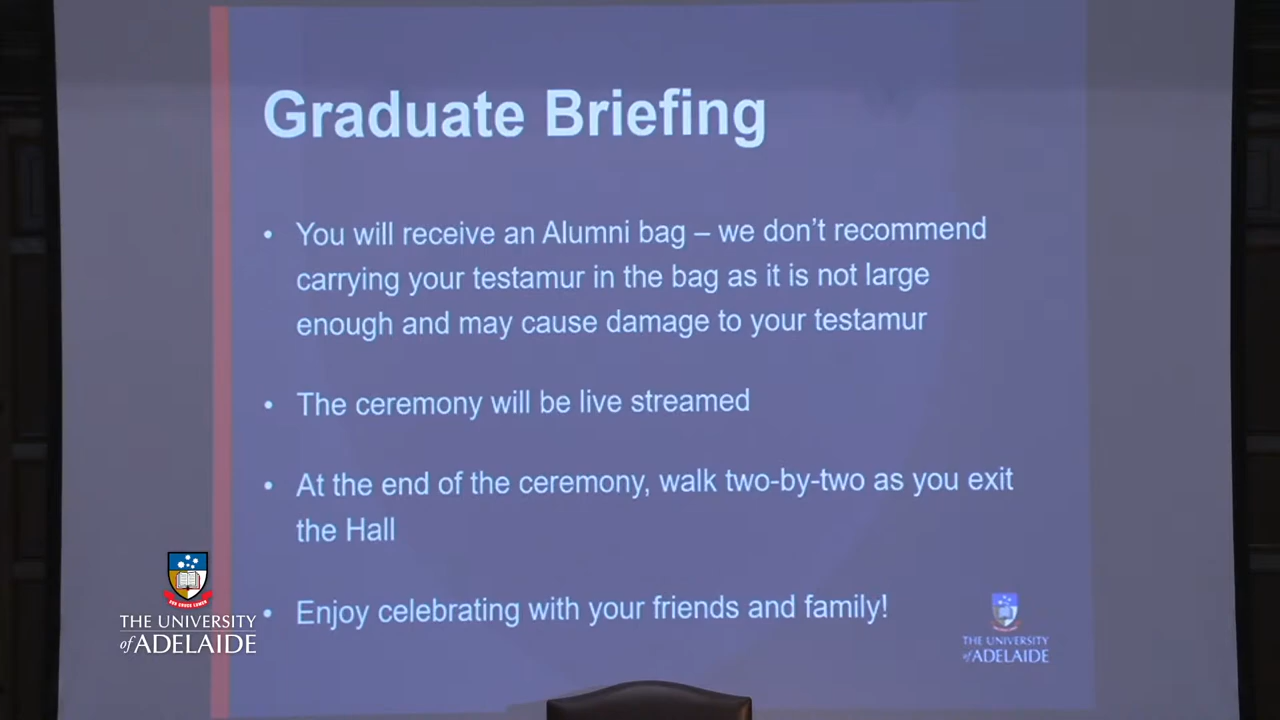 Graduate Briefing
• You will receive an Alumni bag – we don't recommend
carrying your testamur in the bag as it is not large
enough and may cause damage to your testamur
• The ceremony will be live streamed
• At the end of the ceremony, walk two-by-two as you exit
the Hall
• Enjoy celebrating with your friends and family!
THE UNIVERSITY
of ADELAIDE
THE UNIVERSITY
of ADELAIDE